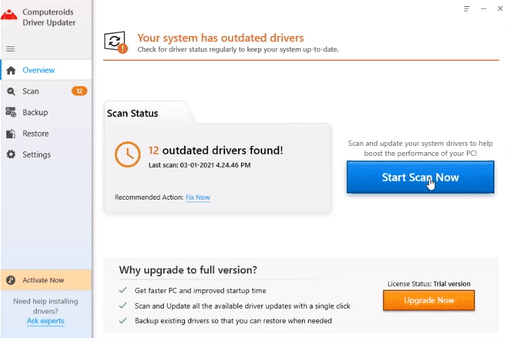 Computeroids
Driver Updater
Overview
Scan 12
Backup
Restore
Settings
Activate Now
Need help installing
drivers?
Ask experts
Your system has outdated drivers
Check for driver status regularly to keep your system up-to-date.
Scan Status
12 outdated drivers found!
Last scan: 03-01-2021 4.24.46 PM
Recommended Action: Fix Now
Scan and update your system drivers to help
boost the performance of your PC!
Start Scan Now
Why upgrade to full version?
Get faster PC and improved startup time
Scan and Update all the available driver updates with a single click
Backup existing drivers so that you can restore when needed
License Status: Trial version
Upgrade Now